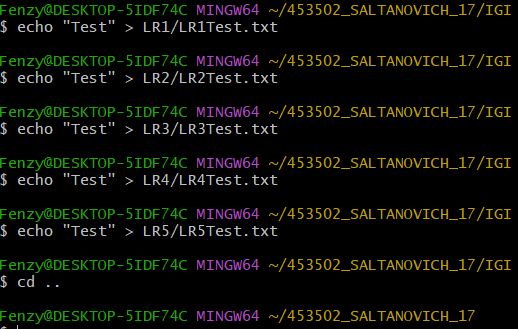 Fenzy@DESKTOP-5IDF74C MINGW64 ~/453502_SALTANOVICH_17/IGI
$ echo "Test" > LR1/LR1Test.txt
Fenzy@DESKTOP-5IDF74C MINGW64 ~/453502_SALTANOVICH_17/IGI
$ echo "Test" > LR2/LR2Test.txt
Fenzy@DESKTOP-5IDF74C MINGW64 ~/453502_SALTANOVICH_17/IGI
$ echo "Test" > LR3/LR3Test.txt
Fenzy@DESKTOP-5IDF74C MINGW64 ~/453502_SALTANOVICH_17/IGI
$ echo "Test" > LR4/LR4Test.txt
Fenzy@DESKTOP-5IDF74C MINGW64 ~/453502_SALTANOVICH_17/IGI
$ echo "Test" > LR5/LR5Test.txt
Fenzy@DESKTOP-5IDF74C MINGW64 ~/453502_SALTANOVICH_17/IGI
$ cd ..
Fenzy@DESKTOP-5IDF74C MINGW64 ~/453502_SALTANOVICH_17
$